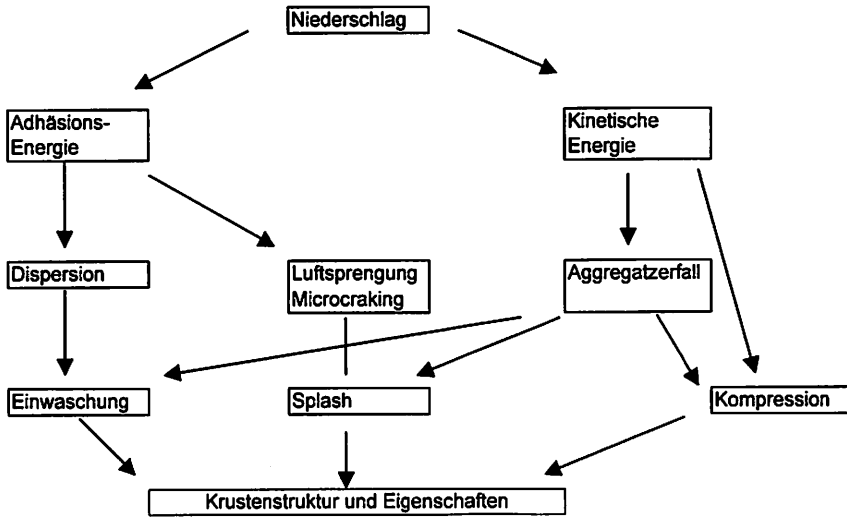 Niederschlag
Adhäsions-
Energie
Kinetische
Energie
Dispersion
Luftsprengung
Microcraking
Aggregatzerfall
Einwaschung
Splash
Kompression
Krustenstruktur und Eigenschaften